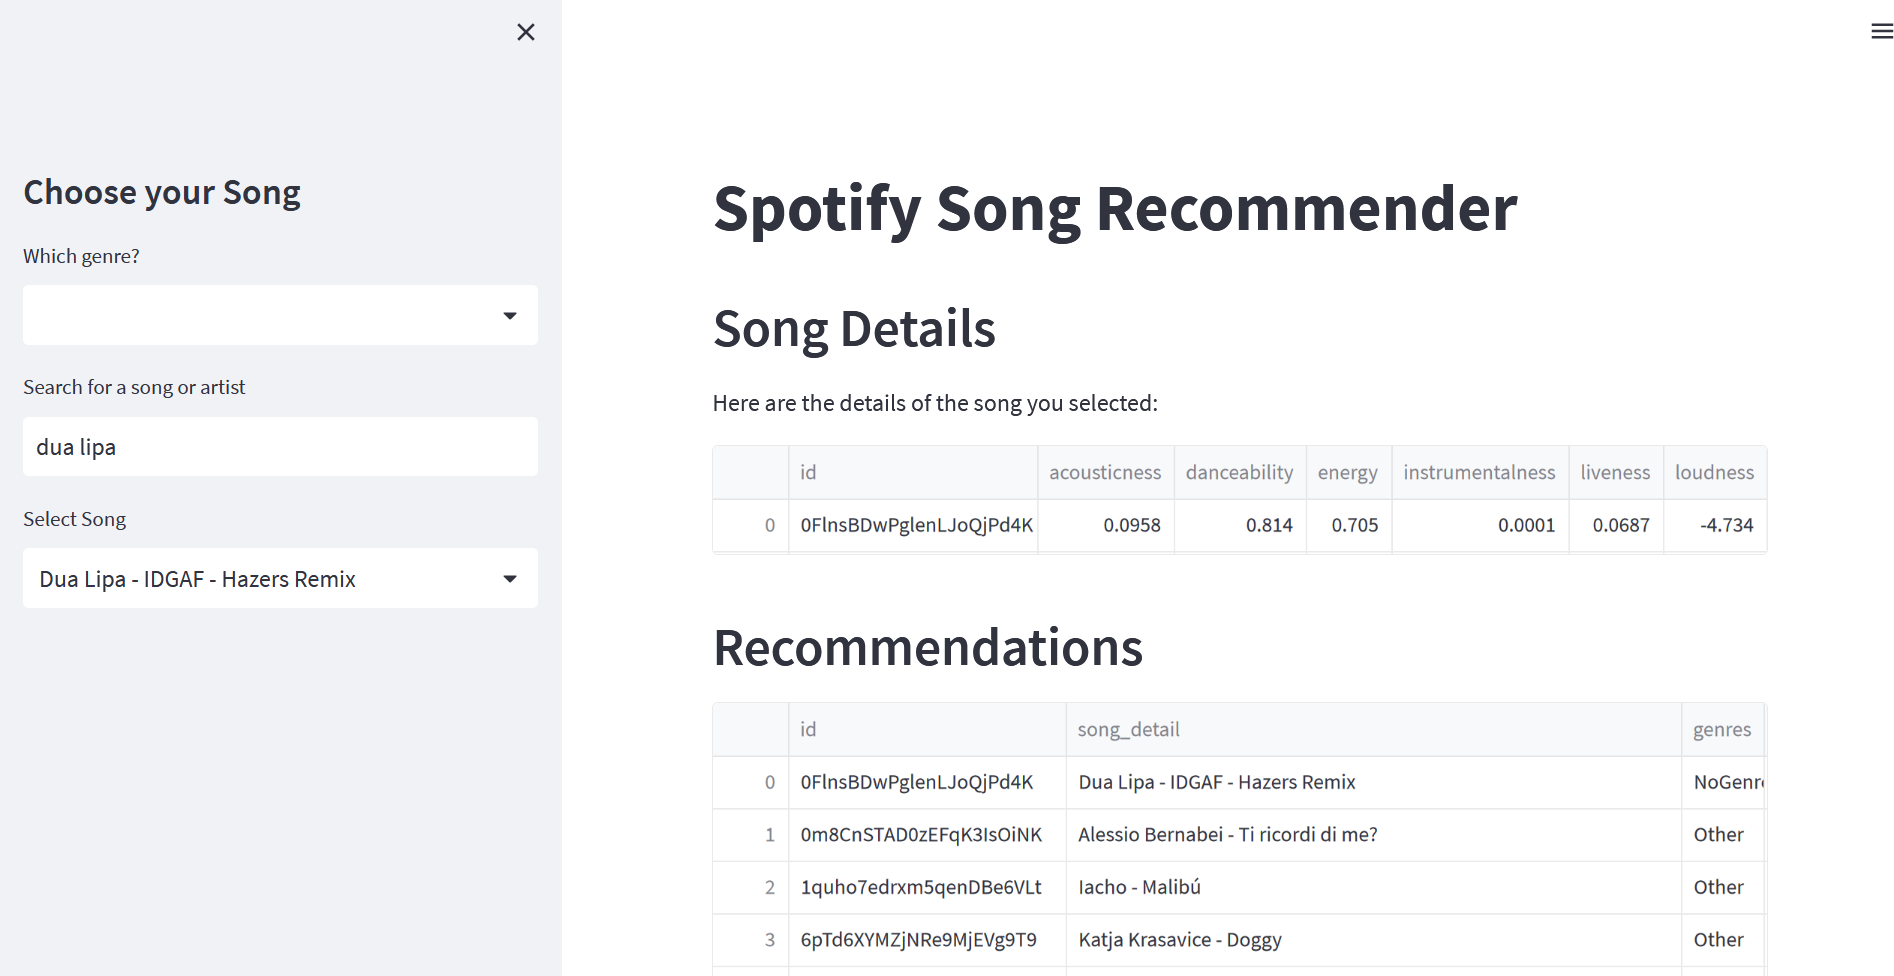 Choose your Song
Which genre?
Search for a song or artist
dua lipa
Select Song
Dua Lipa - IDGAF - Hazers Remix
Spotify Song Recommender
Song Details
Here are the details of the song you selected:
id acousticness danceability energy instrumentalness liveness loudness
0 0FlnsBDwPglenLJoQjPd4K 0.0958 0.814 0.705 0.0001 0.0687 -4.734
Recommendations
id song_detail genres
0 0FlnsBDwPglenLJoQjPd4K Dua Lipa - IDGAF - Hazers Remix NoGenre
1 0m8CnSTAD0zEFqK3IsOiNK Alessio Bernabei - Ti ricordi di me? Other
2 1quho7edrxm5qenDBe6VLt Iacho - Malibú Other
3 6pTd6XYMZjNRe9MjEVg9T9 Katja Krasavice - Doggy Other